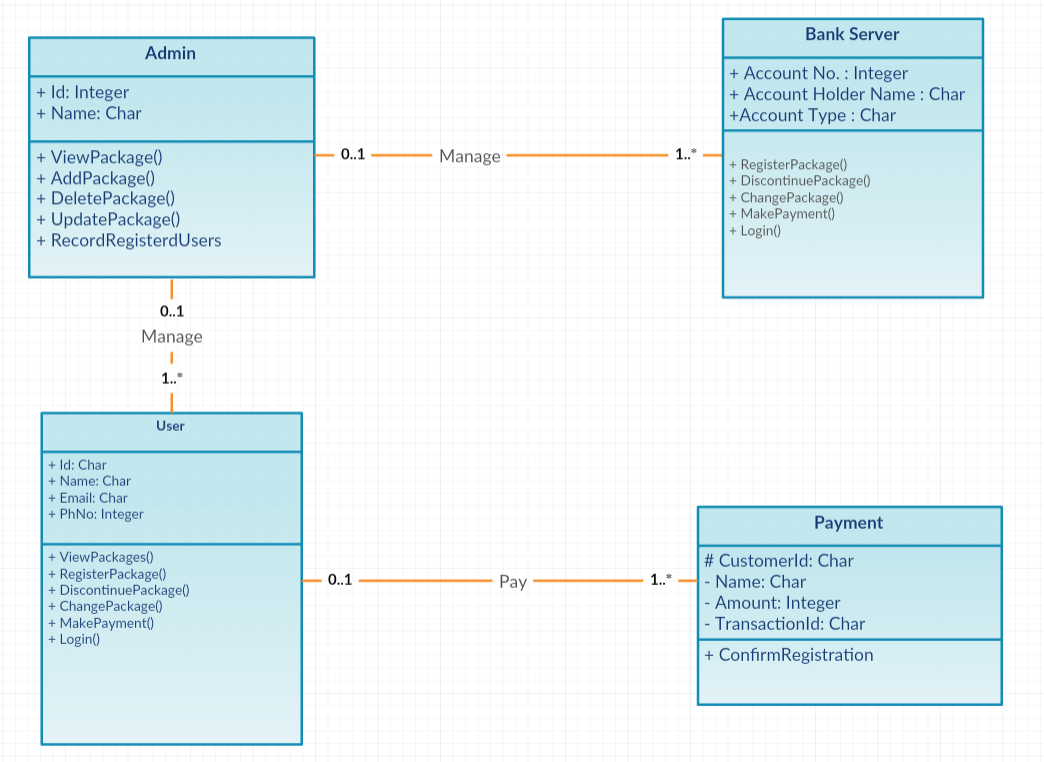 Admin
+ Id: Integer
+ Name: Char
+ ViewPackage()
+ AddPackage()
+ DeletePackage()
+ UpdatePackage()
+ RecordRegisterdUsers
0..1
Manage
1..*
Bank Server
+ Account No. : Integer
+ Account Holder Name : Char
+Account Type : Char
+ RegisterPackage()
+ DiscontinuePackage()
+ ChangePackage()
+ MakePayment()
+ Login()
0..1
Manage
1..*
User
+ Id: Char
+ Name: Char
+ Email: Char
+ PhNo: Integer
+ ViewPackages()
+ RegisterPackage()
+ DiscontinuePackage()
+ ChangePackage()
+ MakePayment()
+ Login()
0..1
Pay
1..*
Payment
# CustomerId: Char
- Name: Char
- Amount: Integer
- TransactionId: Char
+ ConfirmRegistration